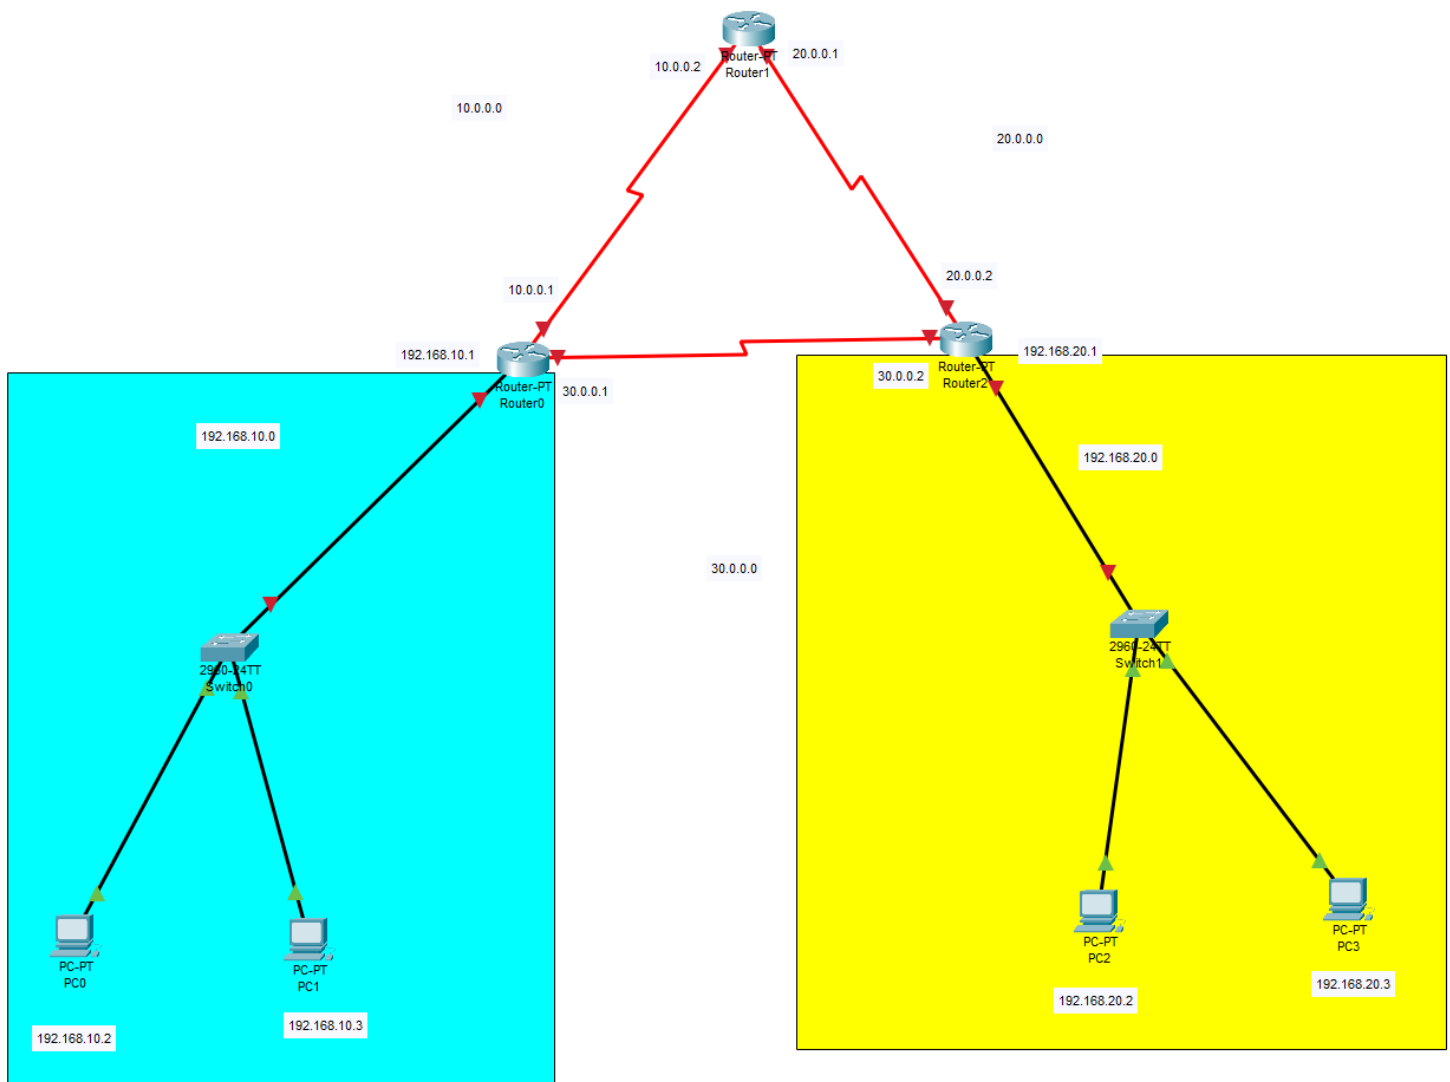 Router-PT
Router1
10.0.0.2
20.0.0.1
10.0.0.0
20.0.0.0
10.0.0.1
20.0.0.2
192.168.10.1
Router-PT
Router0
30.0.0.1
30.0.0.2
Router-PT
Router2
192.168.20.1
192.168.10.0
192.168.20.0
30.0.0.0
2960-24TT
Switch0
2960-24TT
Switch1
PC-PT
PC0
PC-PT
PC1
PC-PT
PC2
PC-PT
PC3
192.168.10.2
192.168.10.3
192.168.20.2
192.168.20.3